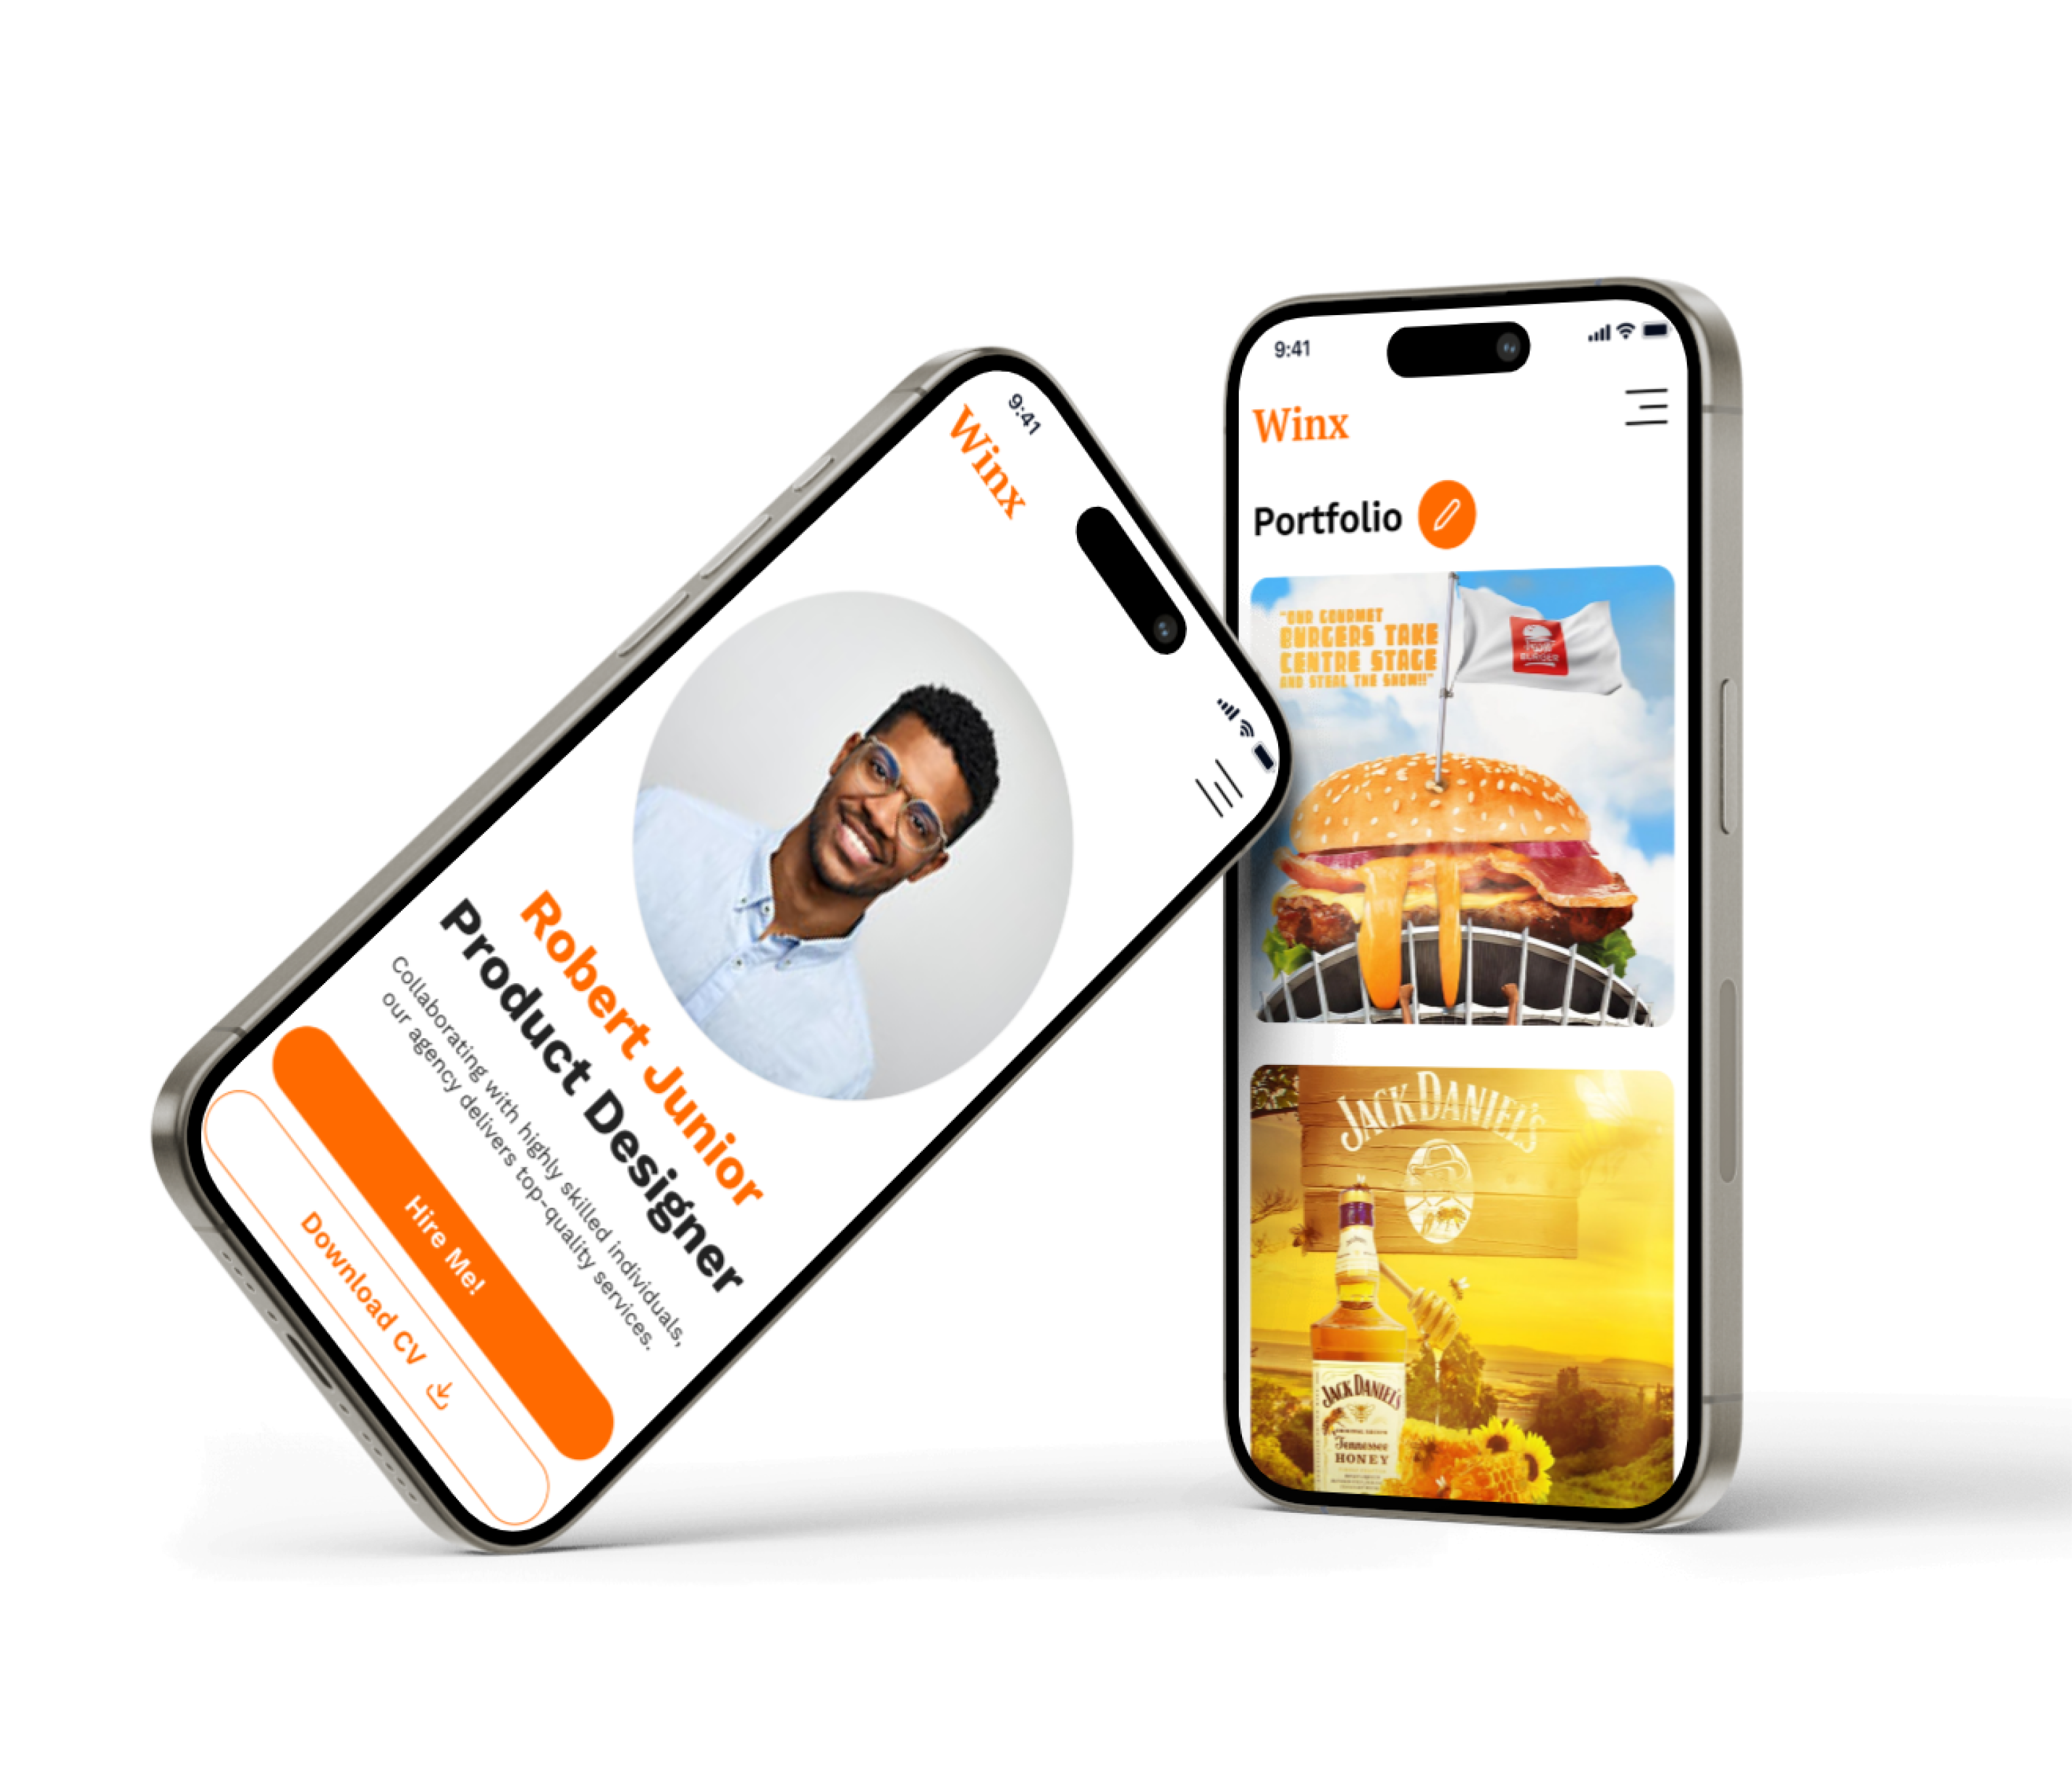 9:41
Winx
Robert Junior
Product Designer
Collaborating with highly skilled individuals,
our agency delivers top-quality services.
Hire Me!
Download CV
9:41
Winx
Portfolio
"OUR GOURMET
BURGERS TAKE
CENTRE STAGE
AND STEAL THE SHOW!!"
BURGER
JACK DANIEL'S
JACK DANIEL'S
Tennessee
HONEY